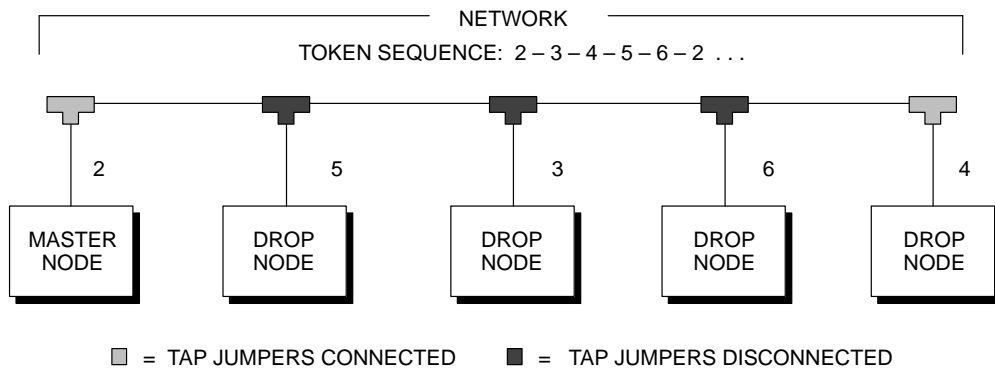 NETWORK
TOKEN SEQUENCE: 2 – 3 – 4 – 5 – 6 – 2 . . .
2 5 3 6 4
MASTER NODE
DROP NODE
DROP NODE
DROP NODE
DROP NODE
= TAP JUMPERS CONNECTED
= TAP JUMPERS DISCONNECTED